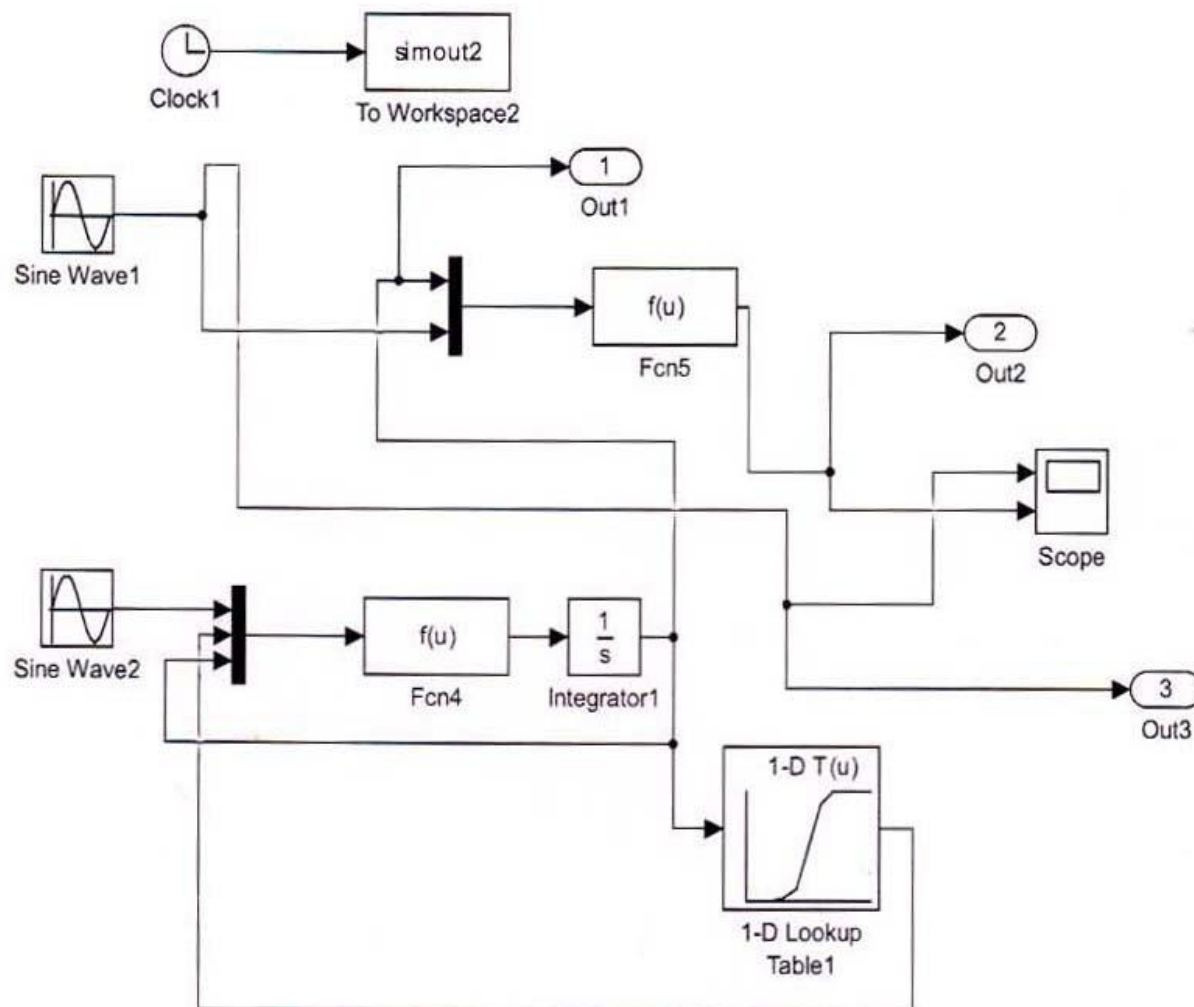 simout2
Clock1
To Workspace2
1
Out1
Sine Wave1
f(u)
Fcn5
2
Out2
Scope
Sine Wave2
f(u)
Fcn4
1
s
Integrator1
3
Out3
1-D T(u)
1-D Lookup
Table1